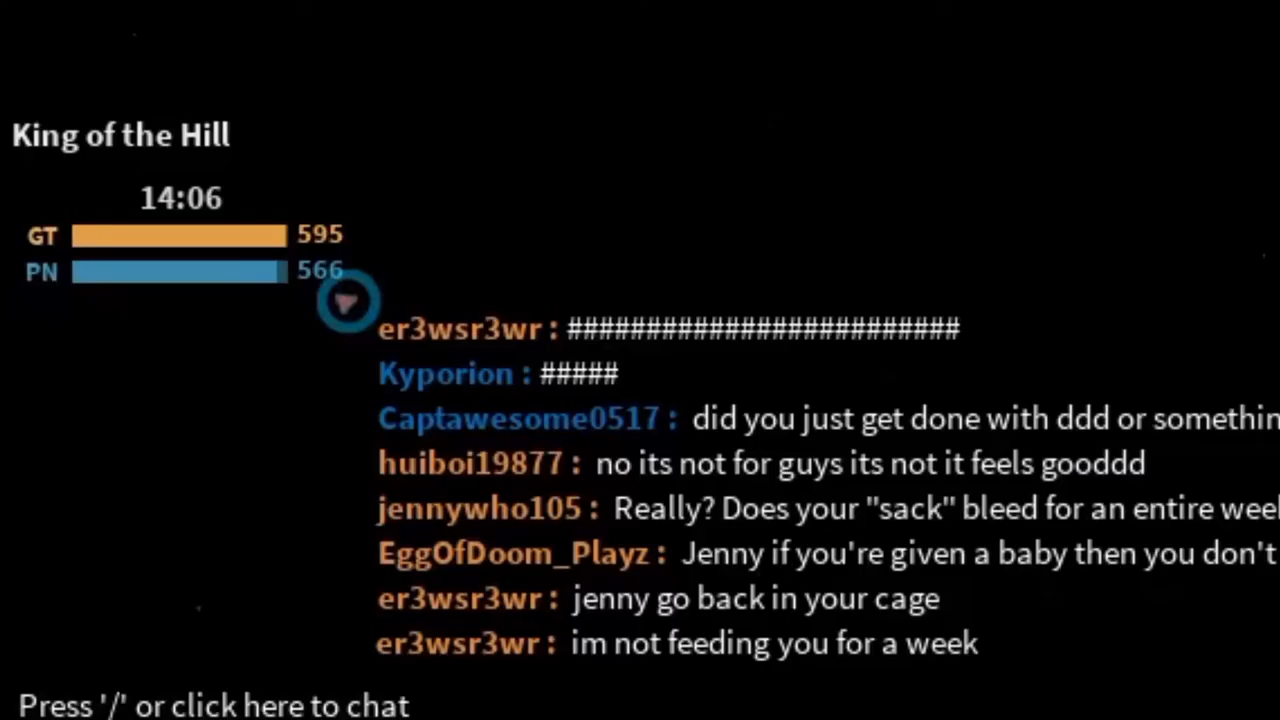 King of the Hill
14:06
GT 595
PN 566
er3wsr3wr : #########################
Kyporion : #####
Captawesome0517 : did you just get done with ddd or somethin
huiboi19877 : no its not for guys its not it feels gooddd
jennywho105 : Really? Does your "sack" bleed for an entire
EggOfDoom_Playz : Jenny if you're given a baby then you don't
er3wsr3wr : jenny go back in your cage
er3wsr3wr : im not feeding you for a week
Press '/' or click here to chat